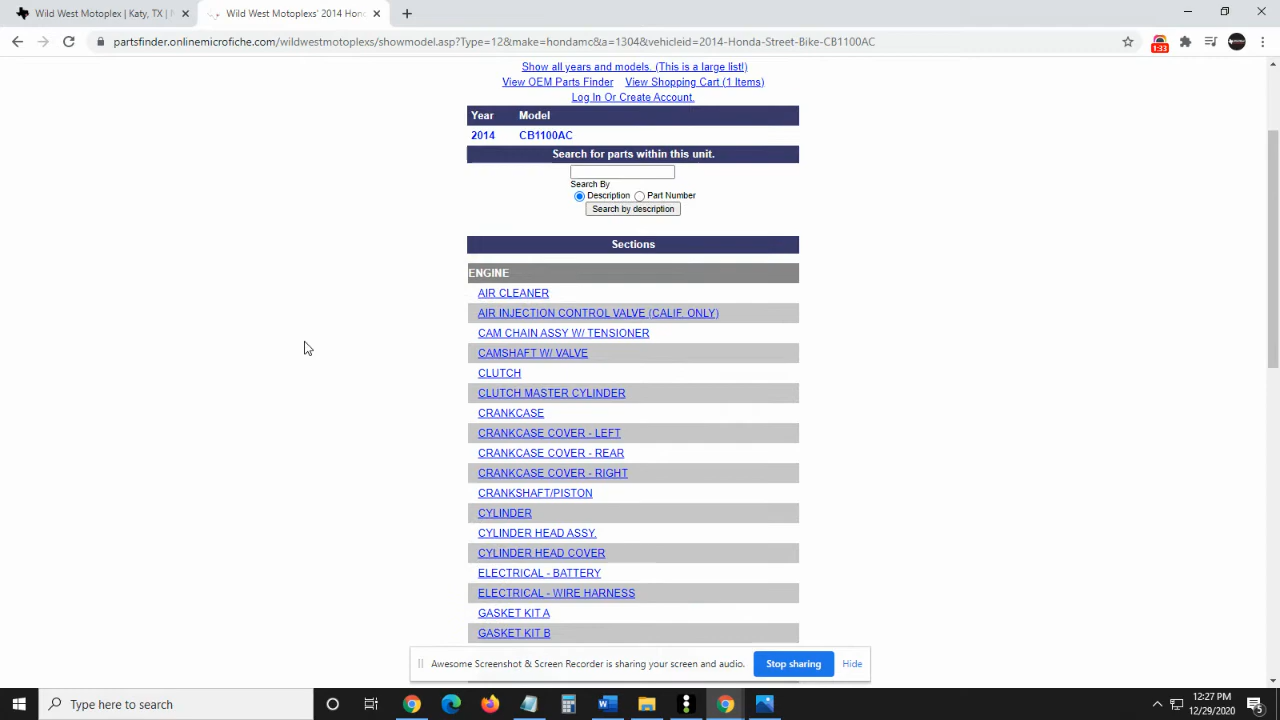 Wild West Motoplex | Katy, TX |
Wild West Motoplexs' 2014 Hon
partsfinder.onlinemicrofiche.com/wildwestmotoplexs/showmodel.asp?Type=12&make=hondamc&a=1304&vehicleid=2014-Honda-Street-Bike-CB1100AC
1:33
Show all years and models. (This is a large list!)
View OEM Parts Finder View Shopping Cart (1 Items)
Log In Or Create Account.
Year Model
2014 CB1100AC
Search for parts within this unit.
Search By
Description Part Number
Search by description
Sections
ENGINE
AIR CLEANER
AIR INJECTION CONTROL VALVE (CALIF. ONLY)
CAM CHAIN ASSY W/ TENSIONER
CAMSHAFT W/ VALVE
CLUTCH
CLUTCH MASTER CYLINDER
CRANKCASE
CRANKCASE COVER - LEFT
CRANKCASE COVER - REAR
CRANKCASE COVER - RIGHT
CRANKSHAFT/PISTON
CYLINDER
CYLINDER HEAD ASSY.
CYLINDER HEAD COVER
ELECTRICAL - BATTERY
ELECTRICAL - WIRE HARNESS
GASKET KIT A
GASKET KIT B
Awesome Screenshot & Screen Recorder is sharing your screen and audio. Stop sharing Hide
Type here to search
12:27 PM
12/29/2020